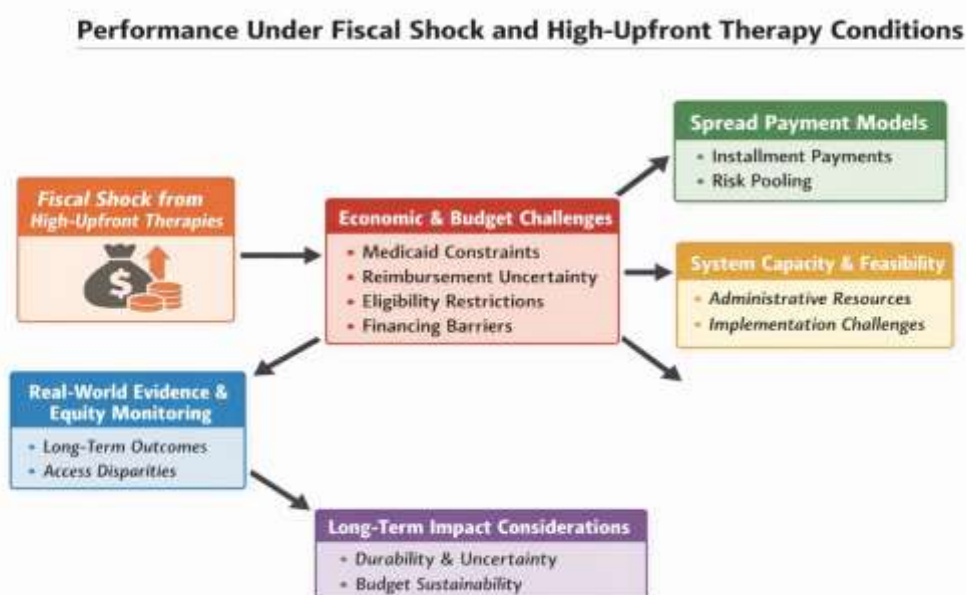 Performance Under Fiscal Shock and High-Upfront Therapy Conditions
Fiscal Shock from
High-Upfront Therapies
$
Economic & Budget Challenges
• Medicaid Constraints
• Reimbursement Uncertainty
• Eligibility Restrictions
• Financing Barriers
Spread Payment Models
• Installment Payments
• Risk Pooling
System Capacity & Feasibility
• Administrative Resources
• Implementation Challenges
Real-World Evidence &
Equity Monitoring
• Long-Term Outcomes
• Access Disparities
Long-Term Impact Considerations
• Durability & Uncertainty
• Budget Sustainability